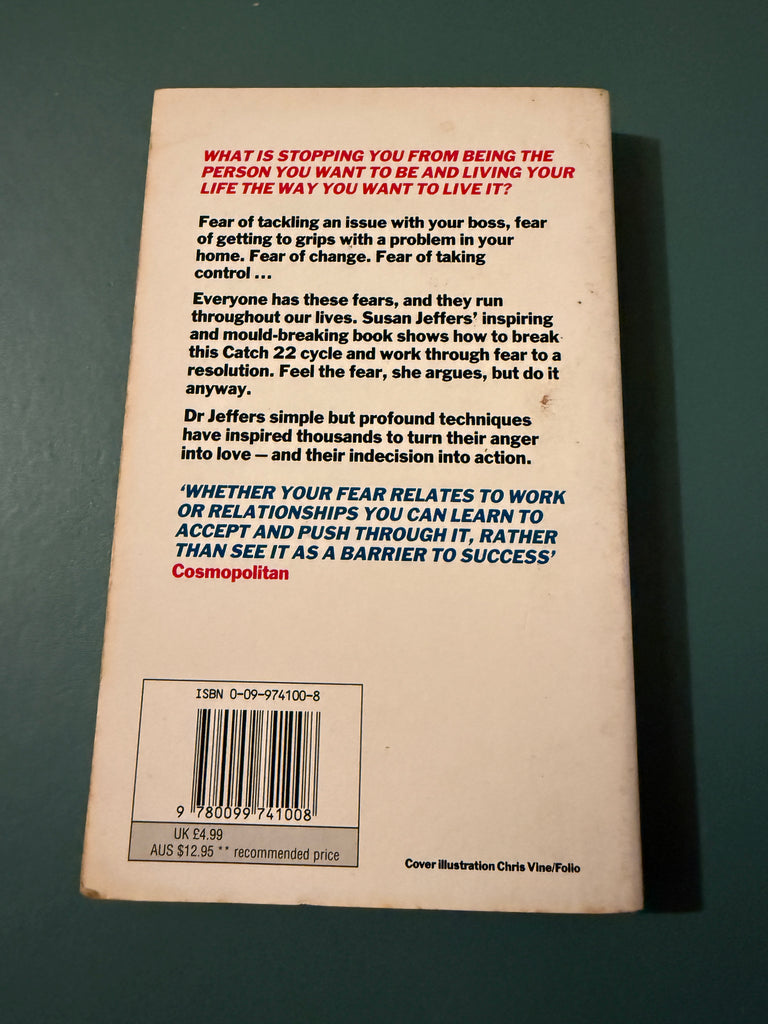 WHAT IS STOPPING YOU FROM BEING THE
PERSON YOU WANT TO BE AND LIVING YOUR
LIFE THE WAY YOU WANT TO LIVE IT?
Fear of tackling an issue with your boss, fear
of getting to grips with a problem in your
home. Fear of change. Fear of taking
control ...
Everyone has these fears, and they run
throughout our lives. Susan Jeffers' inspiring
and mould-breaking book shows how to break
this Catch 22 cycle and work through fear to a
resolution. Feel the fear, she argues, but do it
anyway.
Dr Jeffers simple but profound techniques
have inspired thousands to turn their anger
into love — and their indecision into action.
'WHETHER YOUR FEAR RELATES TO WORK
OR RELATIONSHIPS YOU CAN LEARN TO
ACCEPT AND PUSH THROUGH IT, RATHER
THAN SEE IT AS A BARRIER TO SUCCESS'
Cosmopolitan
ISBN 0-09-974100-8
9 780099 741008
UK £4.99
AUS $12.95 ** recommended price
Cover illustration Chris Vine/Folio